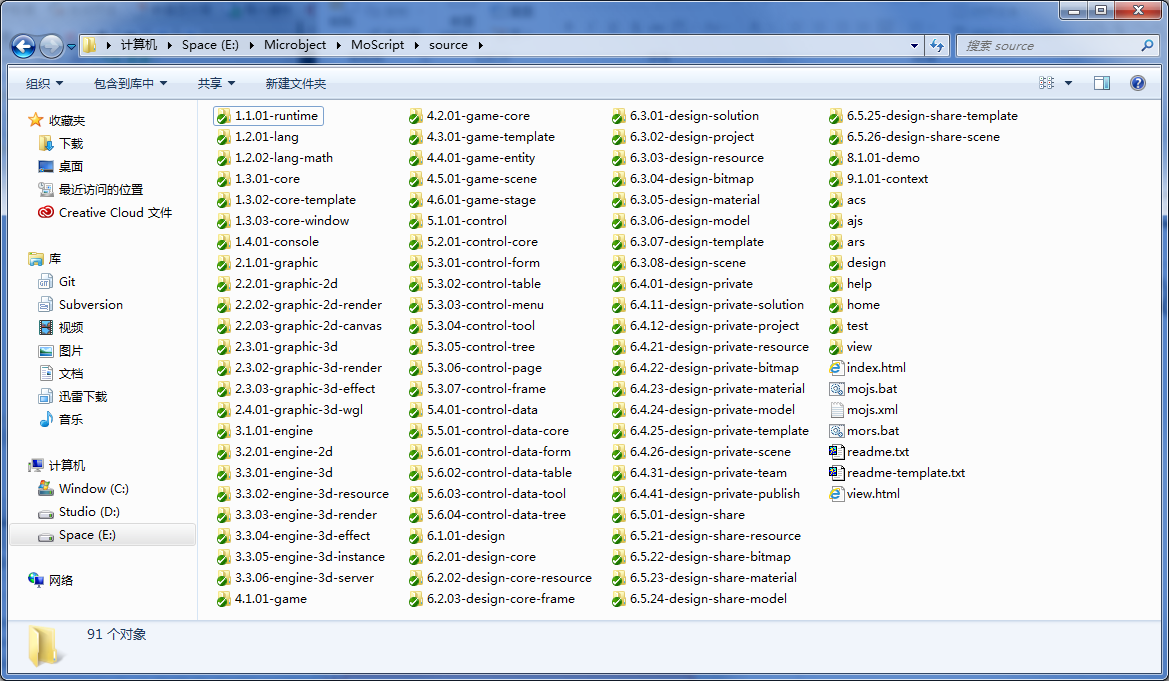 计算机 ▸ Space (E:) ▸ Microbject ▸ MoScript ▸ source ▸
搜索 source
组织 包含到库中 共享 新建文件夹
收藏夹
下载
桌面
最近访问的位置
Creative Cloud 文件
库
Git
Subversion
视频
图片
文档
迅雷下载
音乐
计算机
Window (C:)
Studio (D:)
Space (E:)
网络
1.1.01-runtime
1.2.01-lang
1.2.02-lang-math
1.3.01-core
1.3.02-core-template
1.3.03-core-window
1.4.01-console
2.1.01-graphic
2.2.01-graphic-2d
2.2.02-graphic-2d-render
2.2.03-graphic-2d-canvas
2.3.01-graphic-3d
2.3.02-graphic-3d-render
2.3.03-graphic-3d-effect
2.4.01-graphic-3d-wgl
3.1.01-engine
3.2.01-engine-2d
3.3.01-engine-3d
3.3.02-engine-3d-resource
3.3.03-engine-3d-render
3.3.04-engine-3d-effect
3.3.05-engine-3d-instance
3.3.06-engine-3d-server
4.1.01-game
4.2.01-game-core
4.3.01-game-template
4.4.01-game-entity
4.5.01-game-scene
4.6.01-game-stage
5.1.01-control
5.2.01-control-core
5.3.01-control-form
5.3.02-control-table
5.3.03-control-menu
5.3.04-control-tool
5.3.05-control-tree
5.3.06-control-page
5.3.07-control-frame
5.4.01-control-data
5.5.01-control-data-core
5.6.01-control-data-form
5.6.02-control-data-table
5.6.03-control-data-tool
5.6.04-control-data-tree
6.1.01-design
6.2.01-design-core
6.2.02-design-core-resource
6.2.03-design-core-frame
6.3.01-design-solution
6.3.02-design-project
6.3.03-design-resource
6.3.04-design-bitmap
6.3.05-design-material
6.3.06-design-model
6.3.07-design-template
6.3.08-design-scene
6.4.01-design-private
6.4.11-design-private-solution
6.4.12-design-private-project
6.4.21-design-private-resource
6.4.22-design-private-bitmap
6.4.23-design-private-material
6.4.24-design-private-model
6.4.25-design-private-template
6.4.26-design-private-scene
6.4.31-design-private-team
6.4.41-design-private-publish
6.5.01-design-share
6.5.21-design-share-resource
6.5.22-design-share-bitmap
6.5.23-design-share-material
6.5.24-design-share-model
6.5.25-design-share-template
6.5.26-design-share-scene
8.1.01-demo
9.1.01-context
acs
ajs
ars
design
help
home
test
view
index.html
mojs.bat
mojs.xml
mors.bat
readme.txt
readme-template.txt
view.html
91 个对象